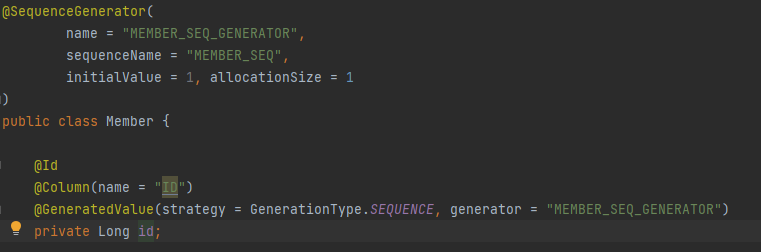 @SequenceGenerator(
name = "MEMBER_SEQ_GENERATOR",
sequenceName = "MEMBER_SEQ",
initialValue = 1, allocationSize = 1
)
public class Member {
@Id
@Column(name = "ID")
@GeneratedValue(strategy = GenerationType.SEQUENCE, generator = "MEMBER_SEQ_GENERATOR")
private Long id;